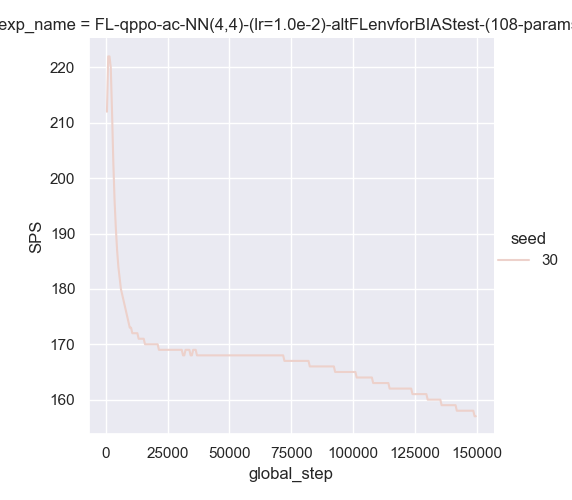 exp_name = FL-qppo-ac-NN(4,4)-(lr=1.0e-2)-altFLenvforBIAStest-(108-params
220
210
200
190
180
170
160
SPS
0 25000 50000 75000 100000 125000 150000
global_step
seed
30